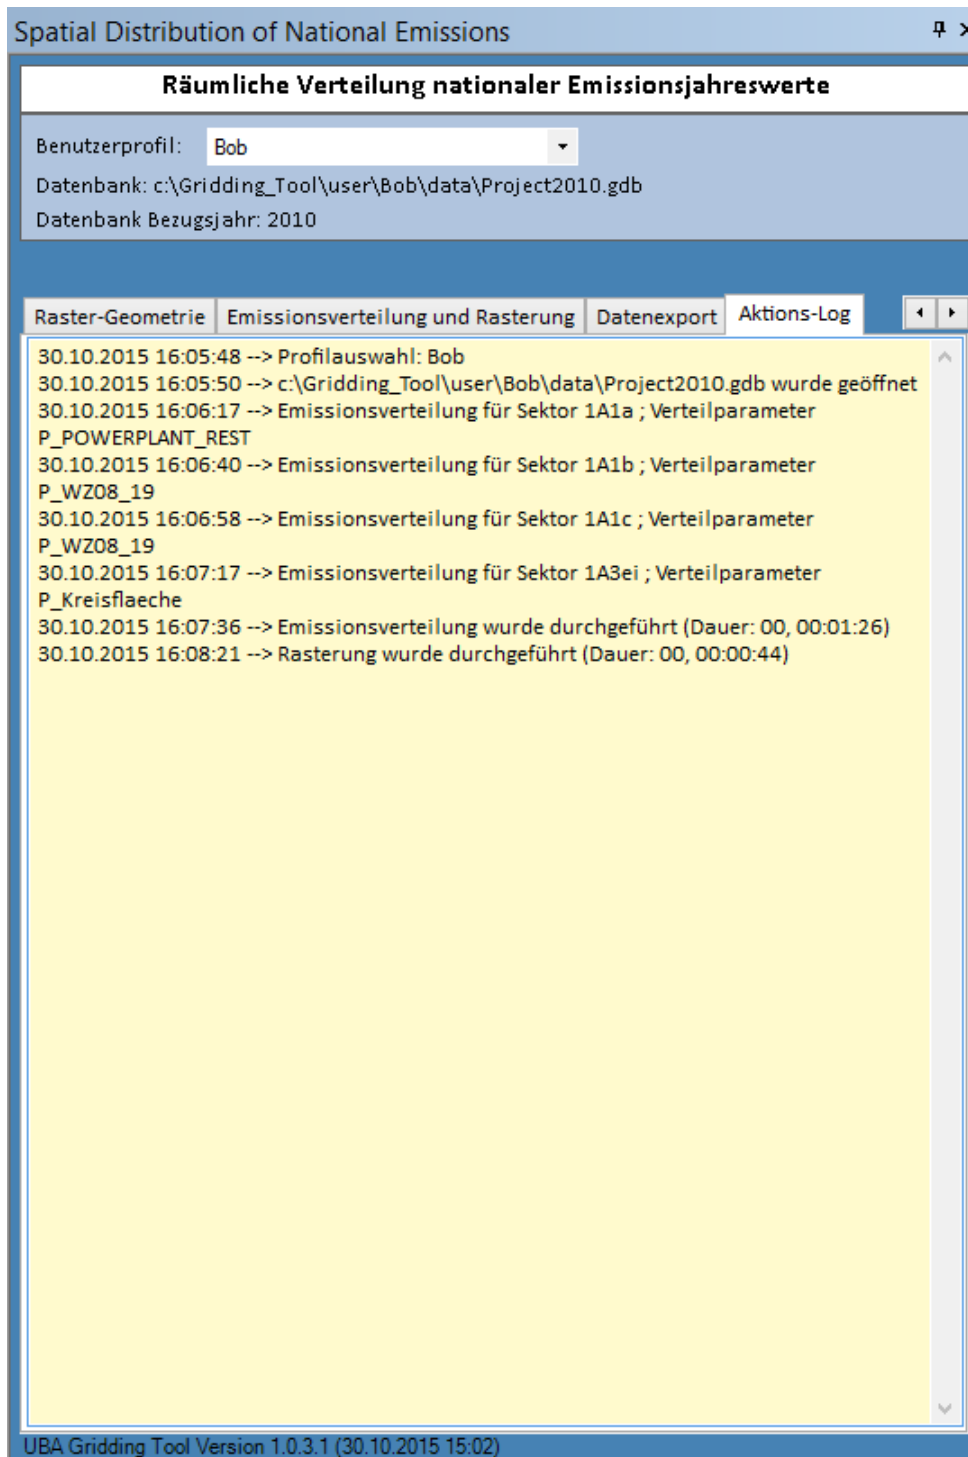 Spatial Distribution of National Emissions
Räumliche Verteilung nationaler Emissionsjahreswerte
Benutzerprofil: Bob
Datenbank: c:\Gridding_Tool\user\Bob\data\Project2010.gdb
Datenbank Bezugsjahr: 2010
Raster-Geometrie Emissionsverteilung und Rasterung Datenexport Aktions-Log
30.10.2015 16:05:48 --> Profilauswahl: Bob
30.10.2015 16:05:50 --> c:\Gridding_Tool\user\Bob\data\Project2010.gdb wurde geöffnet
30.10.2015 16:06:17 --> Emissionsverteilung für Sektor 1A1a ; Verteilparameter
P_POWERPLANT_REST
30.10.2015 16:06:40 --> Emissionsverteilung für Sektor 1A1b ; Verteilparameter
P_WZ08_19
30.10.2015 16:06:58 --> Emissionsverteilung für Sektor 1A1c ; Verteilparameter
P_WZ08_19
30.10.2015 16:07:17 --> Emissionsverteilung für Sektor 1A3ei ; Verteilparameter
P_Kreisflaeche
30.10.2015 16:07:36 --> Emissionsverteilung wurde durchgeführt (Dauer: 00, 00:01:26)
30.10.2015 16:08:21 --> Rasterung wurde durchgeführt (Dauer: 00, 00:00:44)
UBA Gridding Tool Version 1.0.3.1 (30.10.2015 15:02)